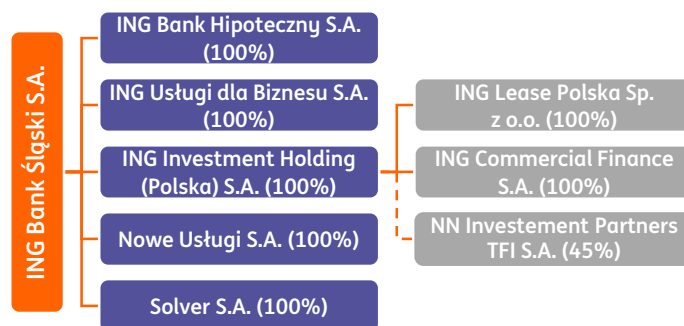 ING Bank Śląski S.A.
ING Bank Hipoteczny S.A.
(100%)
ING Usługi dla Biznesu S.A.
(100%)
ING Investment Holding
(Polska) S.A. (100%)
Nowe Usługi S.A. (100%)
Solver S.A. (100%)
ING Lease Polska Sp.
z o.o. (100%)
ING Commercial Finance
S.A. (100%)
NN Investement Partners
TFI S.A. (45%)